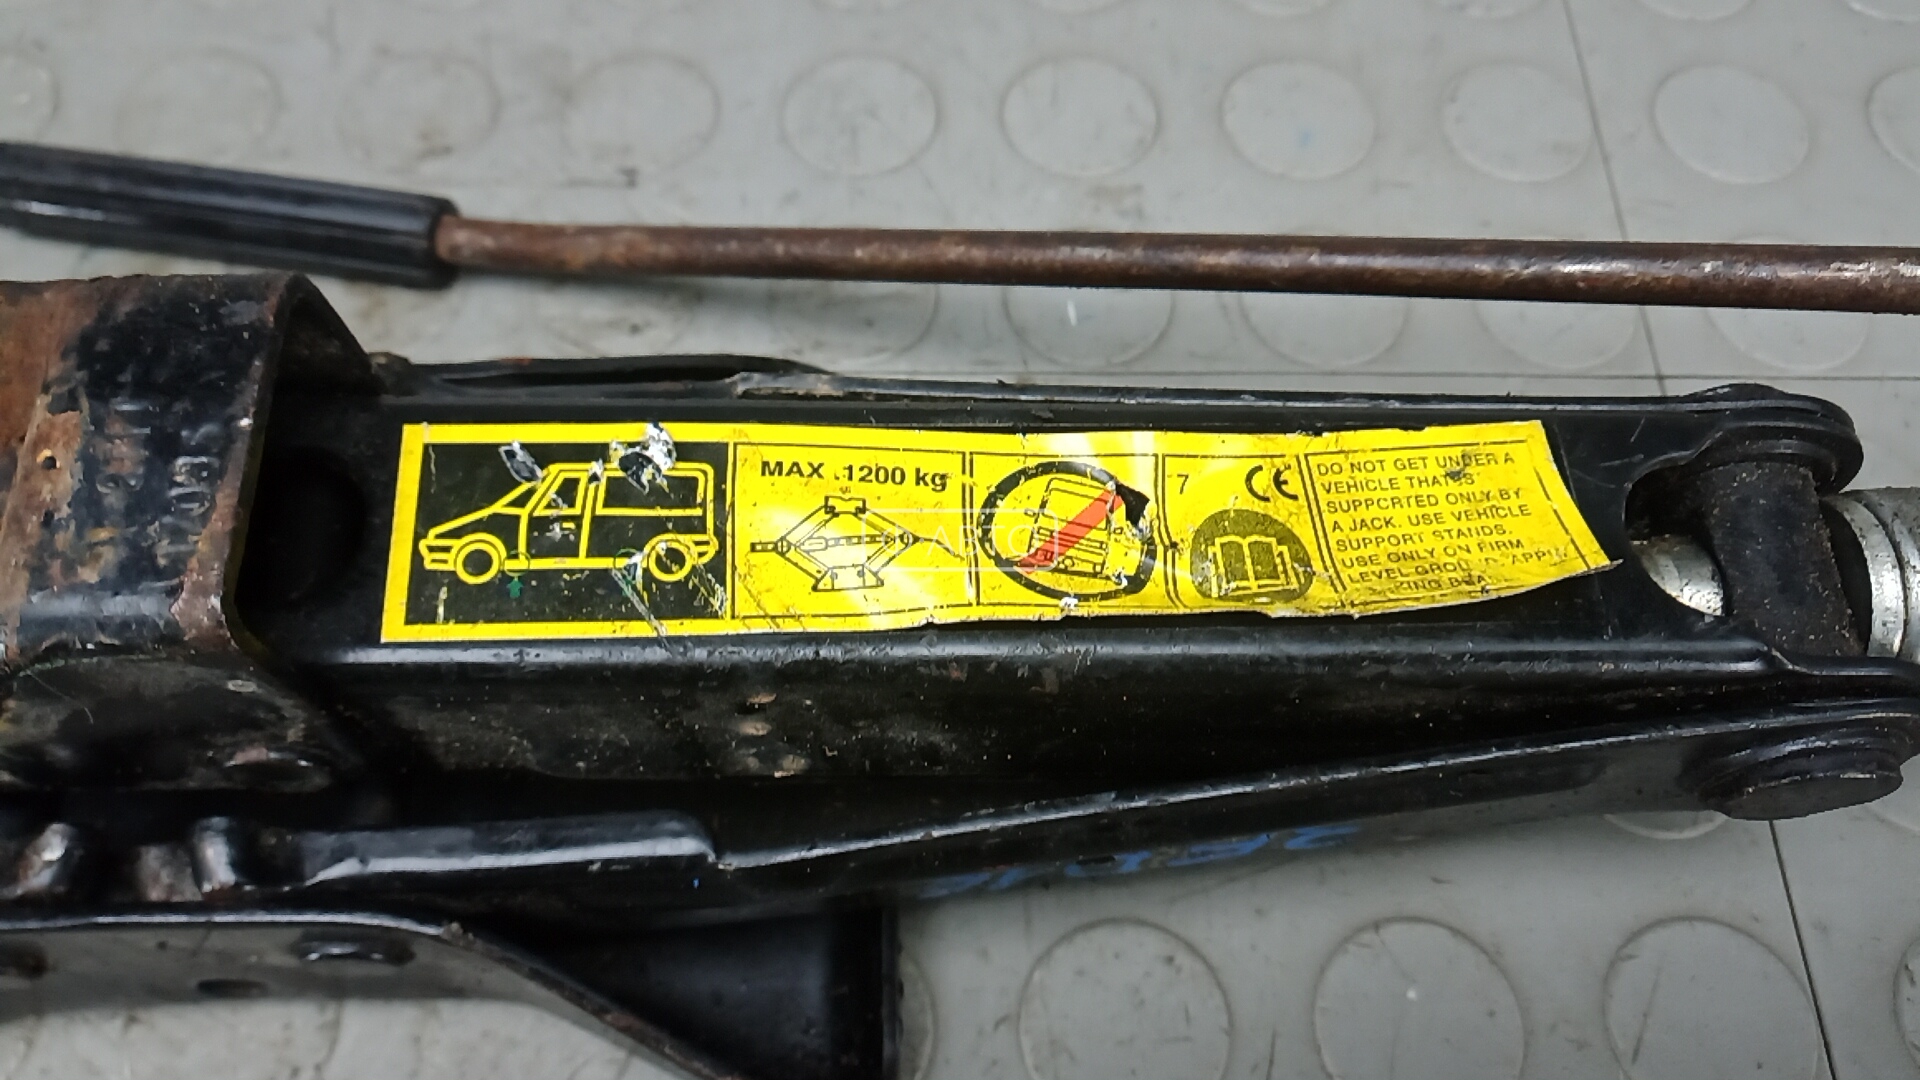 MAX 1200 kg
7
CE
DO NOT GET UNDER A
VEHICLE THAT IS
SUPPORTED ONLY BY
A JACK. USE VEHICLE
SUPPORT STANDS.
USE ONLY ON FIRM
LEVEL